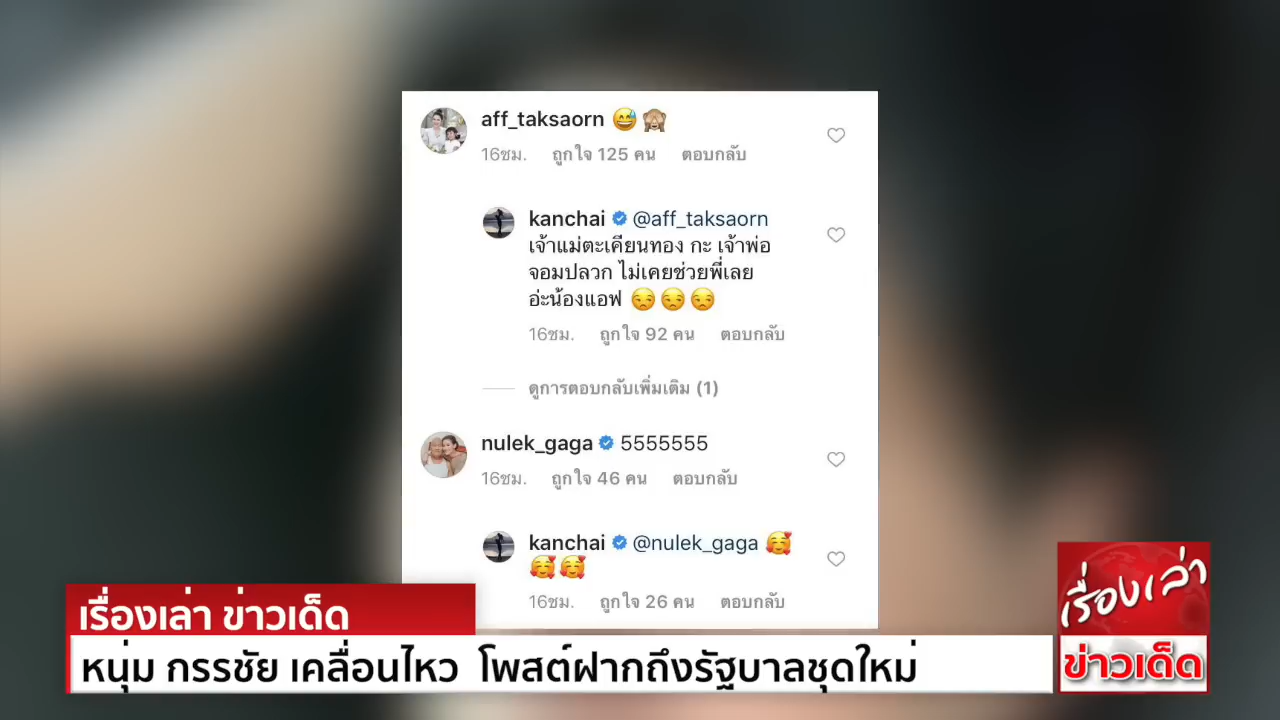 aff_taksaorn 😅🙈
16ชม. ถูกใจ 125 คน ตอบกลับ
kanchai @aff_taksaorn
เจ้าแม่ตะเคียนทอง กะ เจ้าพ่อ
จอมปลวก ไม่เคยช่วยพี่เลย
อ่ะน้องแอฟ 😒😒😒
16ชม. ถูกใจ 92 คน ตอบกลับ
ดูการตอบกลับเพิ่มเติม (1)
nulek_gaga 5555555
16ชม. ถูกใจ 46 คน ตอบกลับ
kanchai @nulek_gaga 🥰
🥰🥰
16ชม. ถูกใจ 26 คน ตอบกลับ
เรื่องเล่า ข่าวเด็ด
หนุ่ม กรรชัย เคลื่อนไหว โพสต์ฝากถึงรัฐบาลชุดใหม่
เรื่องเล่า
ข่าวเด็ด